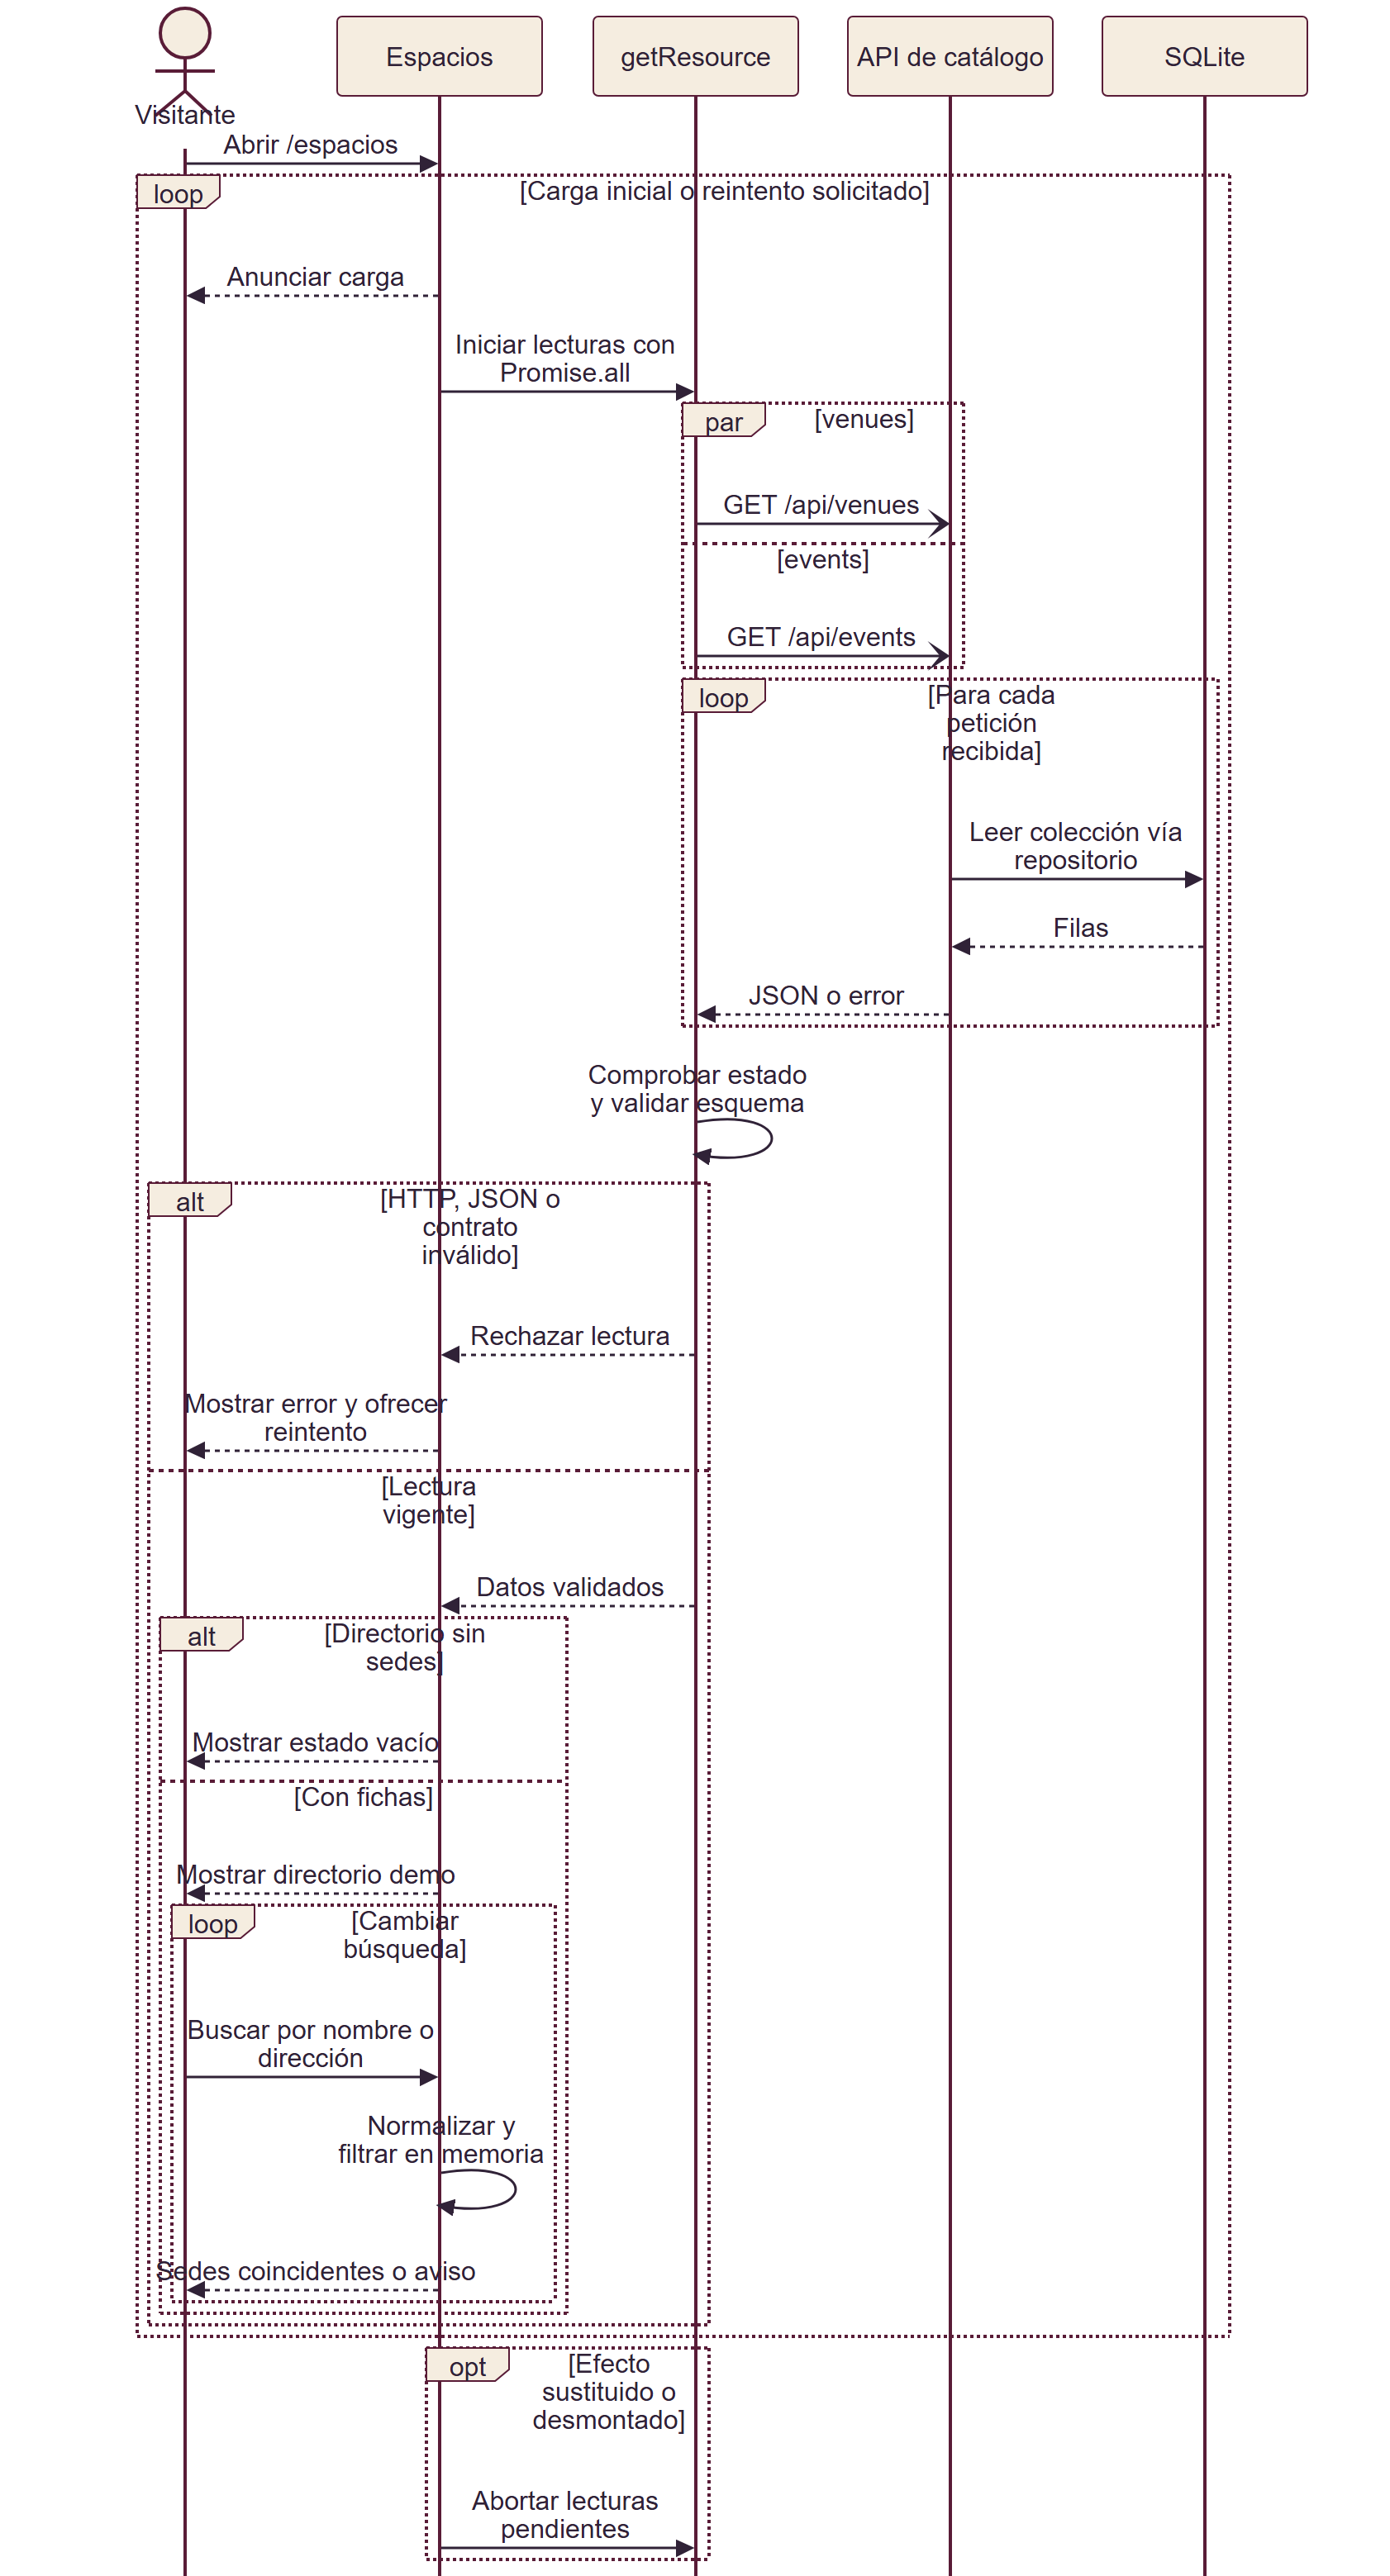 Visitante
Espacios
getResource
API de catálogo
SQLite
Abrir /espacios
loop
[Carga inicial o reintento solicitado]
Anunciar carga
Iniciar lecturas con
Promise.all
par
[venues]
GET /api/venues
[events]
GET /api/events
loop
[Para cada
petición
recibida]
Leer colección vía
repositorio
Filas
JSON o error
Comprobar estado
y validar esquema
alt
[HTTP, JSON o
contrato
inválido]
Rechazar lectura
Mostrar error y ofrecer
reintento
[Lectura
vigente]
Datos validados
alt
[Directorio sin
sedes]
Mostrar estado vacío
[Con fichas]
Mostrar directorio demo
loop
[Cambiar
búsqueda]
Buscar por nombre o
dirección
Normalizar y
filtrar en memoria
Sedes coincidentes o aviso
opt
[Efecto
sustituido o
desmontado]
Abortar lecturas
pendientes